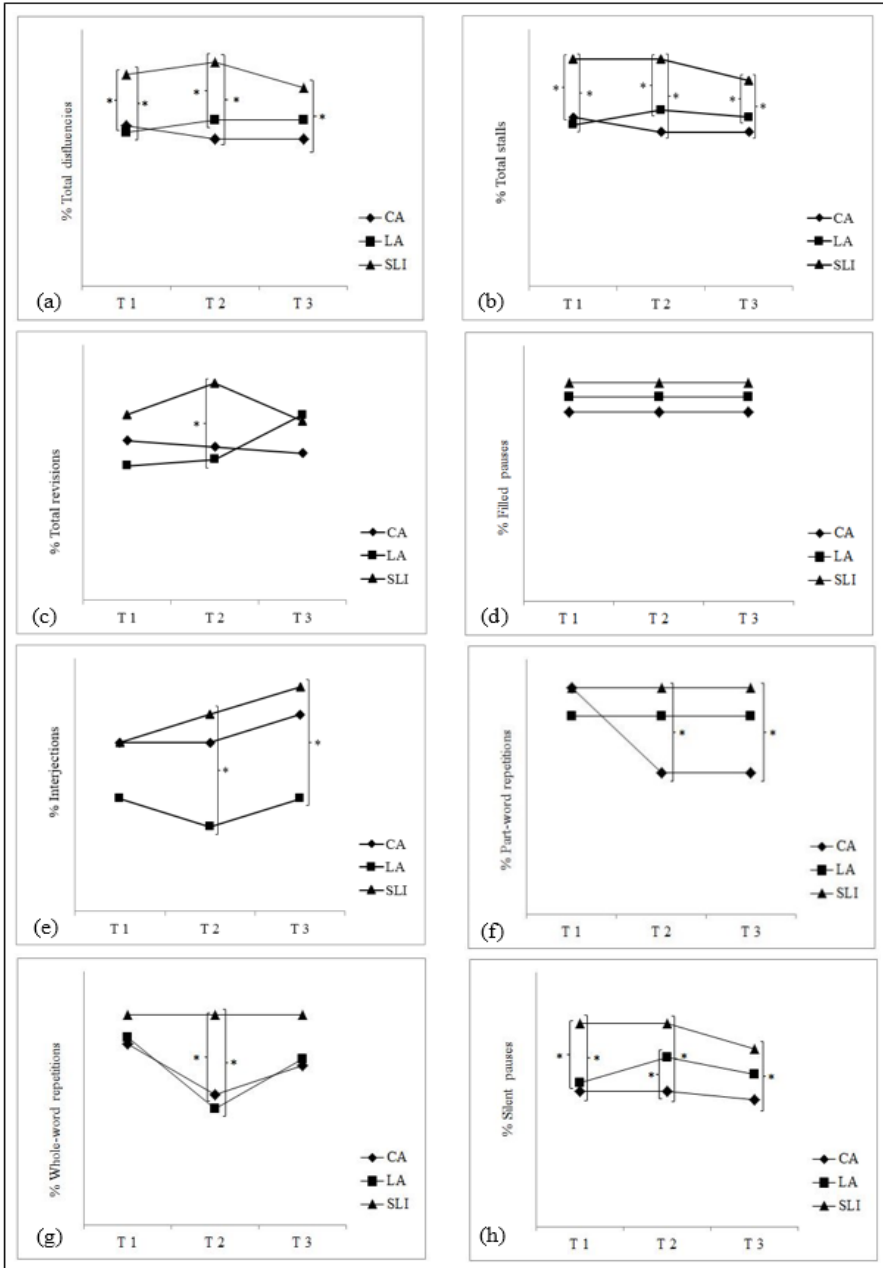 % Total disfluencies
* * * * *
CA
LA
SLI
(a)
T 1 T 2 T 3
% Total stalls
* * * * * *
CA
LA
SLI
(b)
T 1 T 2 T 3
% Total revisions
*
CA
LA
SLI
(c)
T 1 T 2 T 3
% Filled pauses
CA
LA
SLI
(d)
T 1 T 2 T 3
% Interjections
* *
CA
LA
SLI
(e)
T 1 T 2 T 3
% Part-word repetitions
* *
CA
LA
SLI
(f)
T 1 T 2 T 3
% Whole-word repetitions
* *
CA
LA
SLI
(g)
T 1 T 2 T 3
% Silent pauses
* * * * *
CA
LA
SLI
(h)
T 1 T 2 T 3